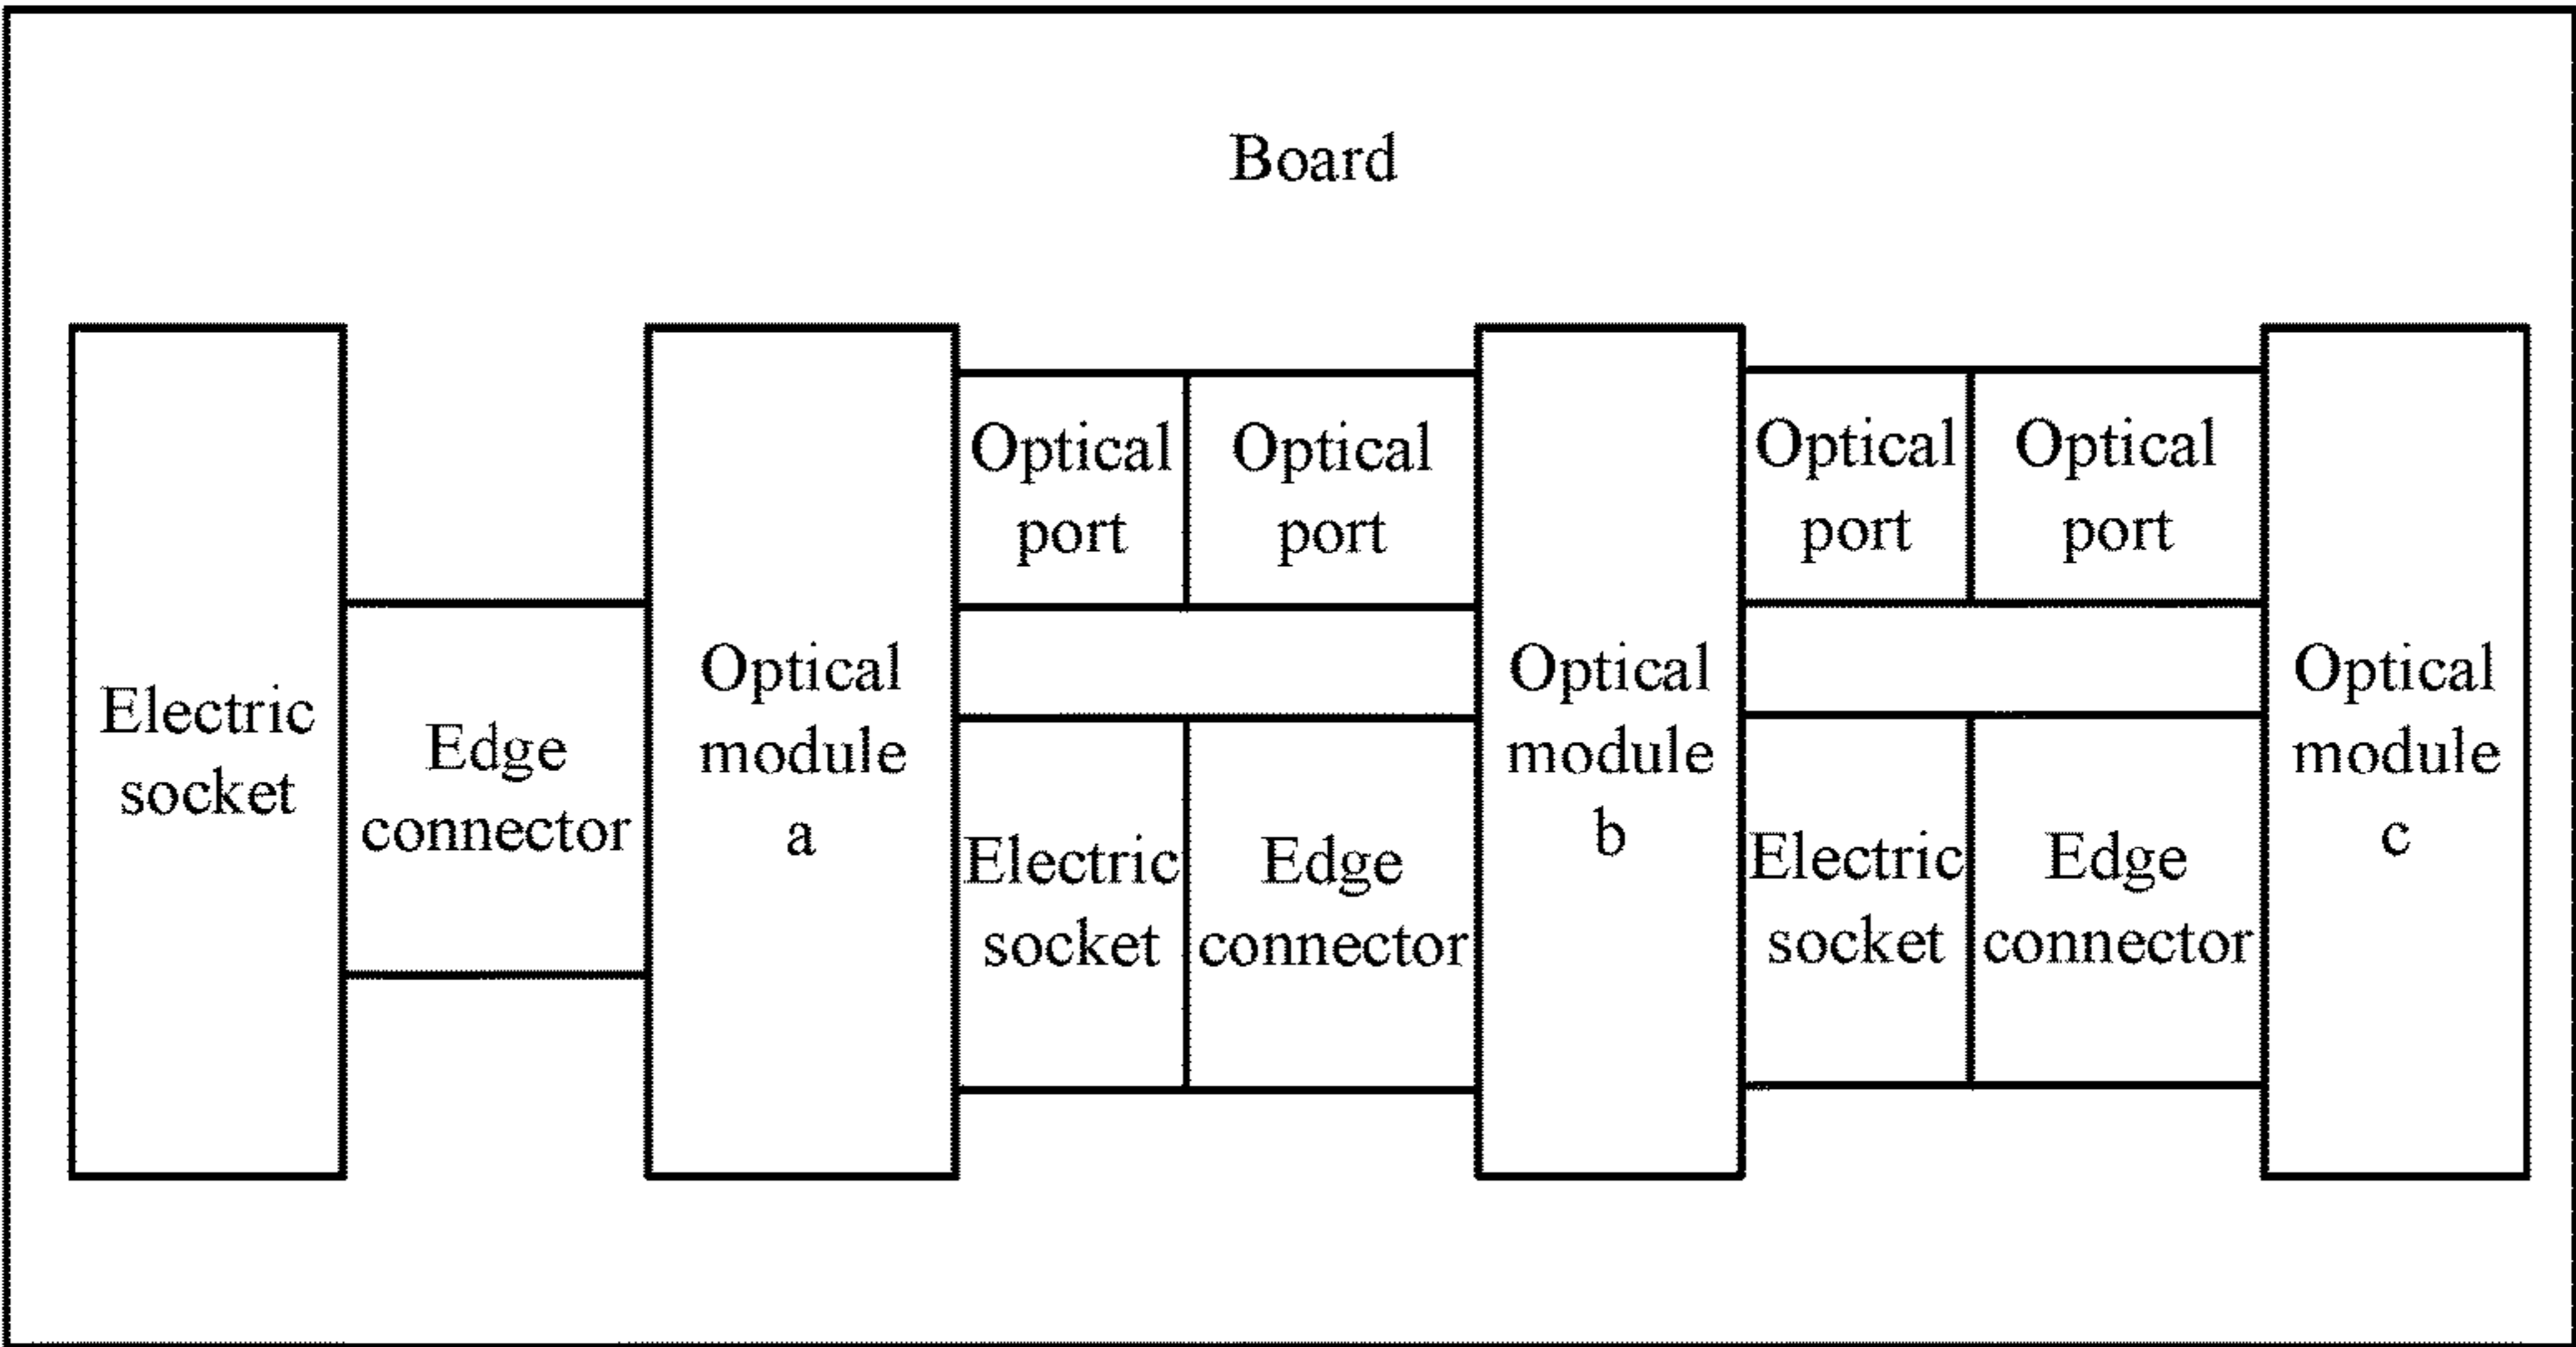 Board
Electric
socket
Edge
connector
Optical
module
a
Optical
port
Optical
port
Electric
socket
Edge
connector
Optical
module
b
Optical
port
Optical
port
Electric
socket
Edge
connector
Optical
module
c